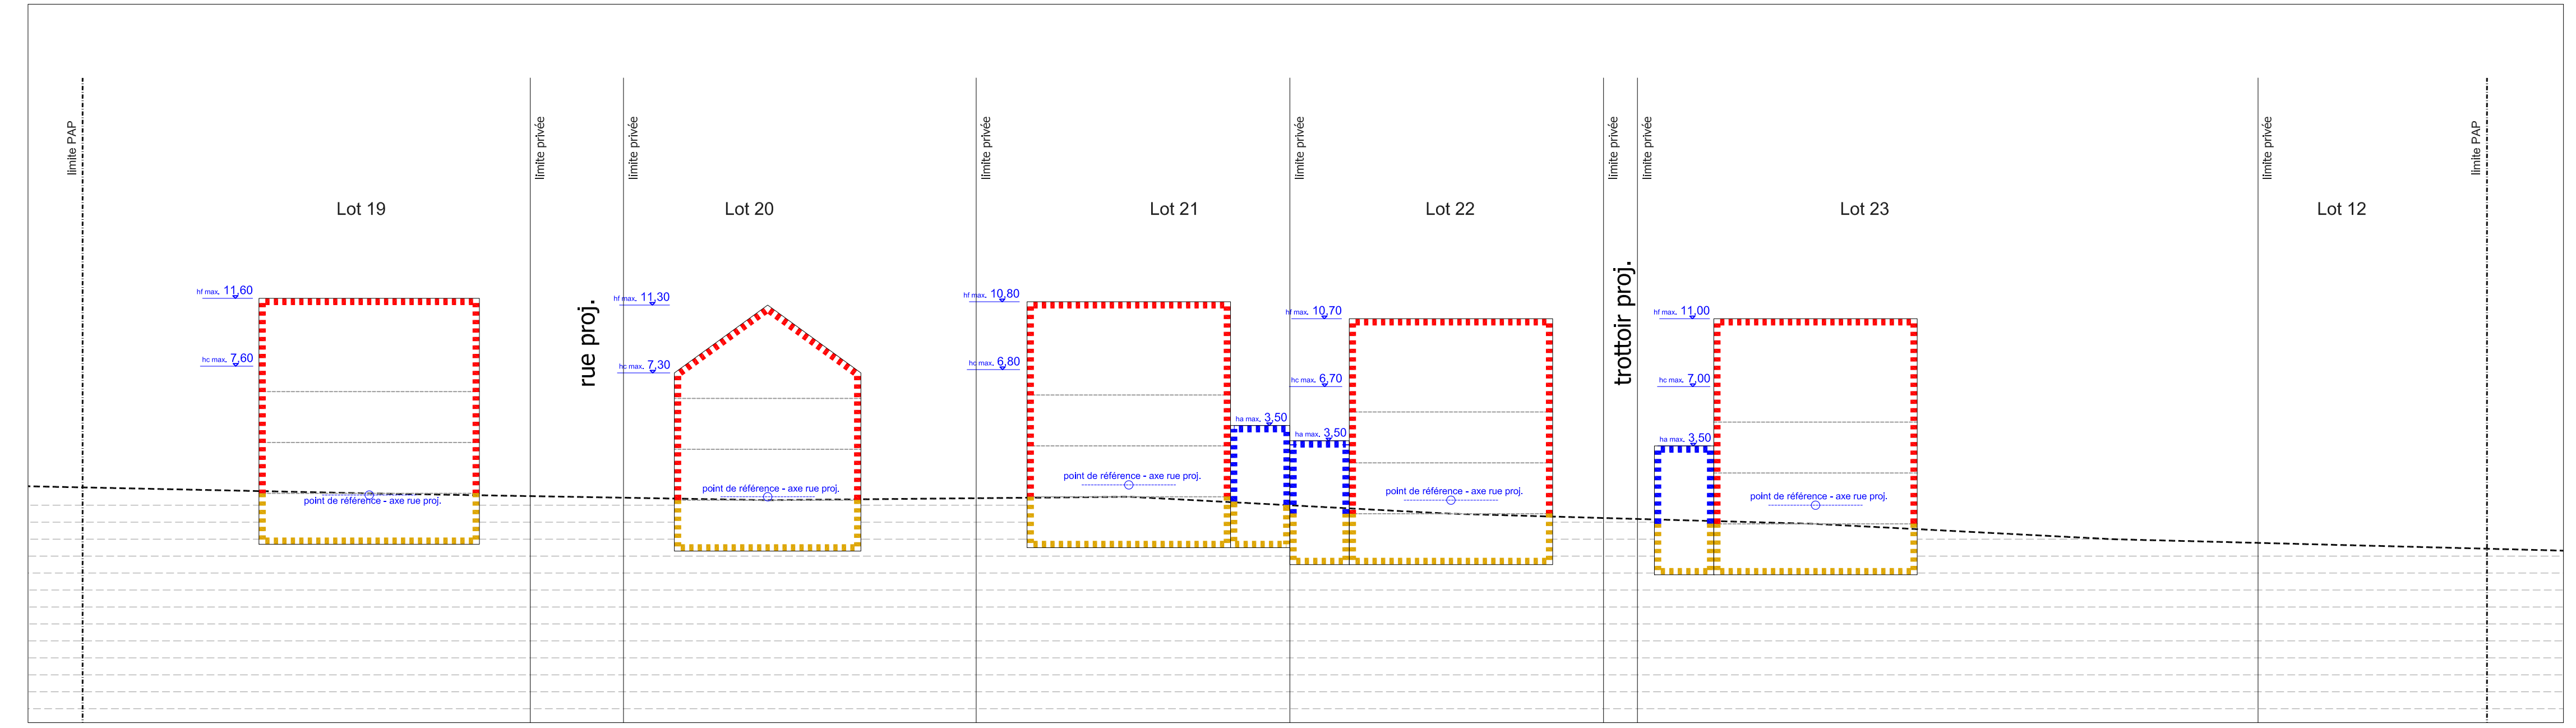 limite PAP
limite privée
limite privée
limite privée
limite privée
limite privée
limite privée
limite privée
limite PAP
Lot 19
Lot 20
Lot 21
Lot 22
Lot 23
Lot 12
rue proj.
trottoir proj.
hf max. 11,60
hc max. 7,60
point de référence - axe rue proj.
hf max. 11,30
hc max. 7,30
point de référence - axe rue proj.
hf max. 10,80
hc max. 6,80
point de référence - axe rue proj.
ha max. 3,50
hf max. 10,70
hc max. 6,70
ha max. 3,50
point de référence - axe rue proj.
hf max. 11,00
hc max. 7,00
ha max. 3,50
point de référence - axe rue proj.